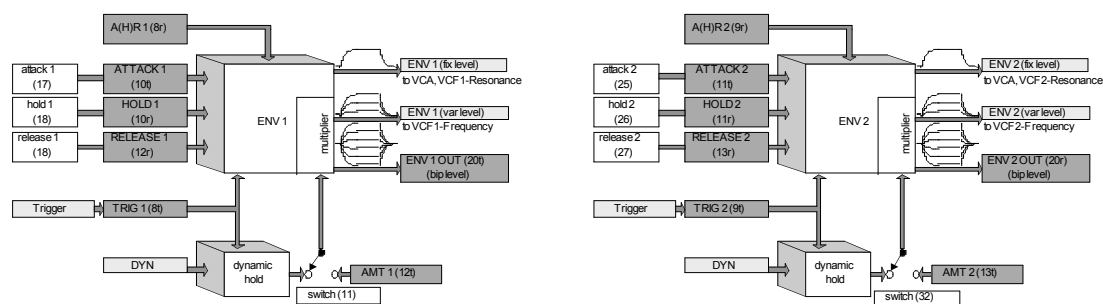 A(H)R 1 (8r)
attack 1
(17)
ATTACK 1
(10t)
hold 1
(18)
HOLD 1
(10r)
release 1
(18)
RELEASE 1
(12r)
ENV 1
multiplier
ENV 1 (fix level)
to VCA, VCF1-Resonance
ENV 1 (var level)
to VCF1-Frequency
ENV 1 OUT (20t)
(bip level)
Trigger
TRIG 1 (8t)
DYN
dynamic
hold
AMT 1 (12t)
switch (11)
A(H)R 2 (9r)
attack 2
(25)
ATTACK 2
(11t)
hold 2
(26)
HOLD 2
(11r)
release 2
(27)
RELEASE 2
(13r)
ENV 2
multiplier
ENV 2 (fix level)
to VCA, VCF2-Resonance
ENV 2 (var level)
to VCF2-Frequency
ENV 2 OUT (20r)
(bip level)
Trigger
TRIG 2 (9t)
DYN
dynamic
hold
AMT 2 (13t)
switch (32)